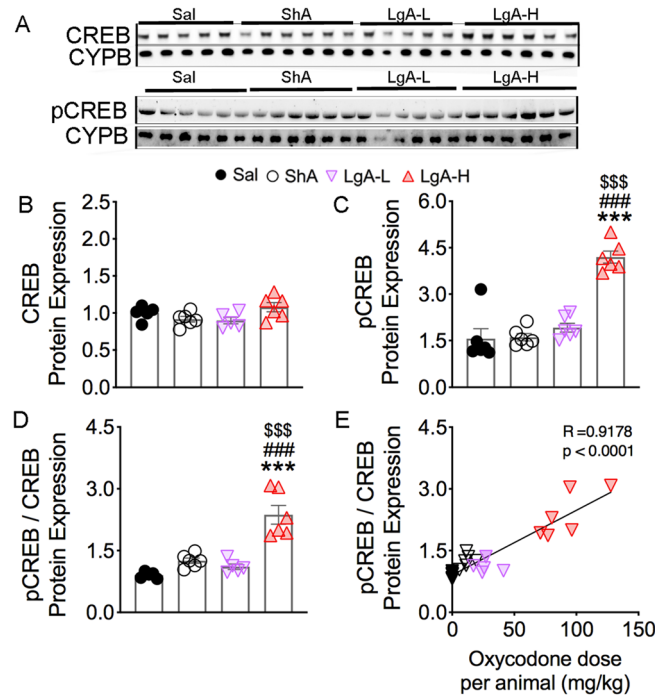 A
Sal ShA LgA-L LgA-H
CREB
CYPB
Sal ShA LgA-L LgA-H
pCREB
CYPB
Sal ShA LgA-L LgA-H
B
CREB
Protein Expression
2.5
2.0
1.5
1.0
0.5
0.0
C
pCREB
Protein Expression
6.0
4.5
3.0
1.5
0.0
$$$
###
***
D
pCREB / CREB
Protein Expression
4.5
3.0
1.5
0.0
$$$
###
***
E
pCREB / CREB
Protein Expression
4.5
3.0
1.5
0.0
R =0.9178
p < 0.0001
0 50 100 150
Oxycodone dose
per animal (mg/kg)